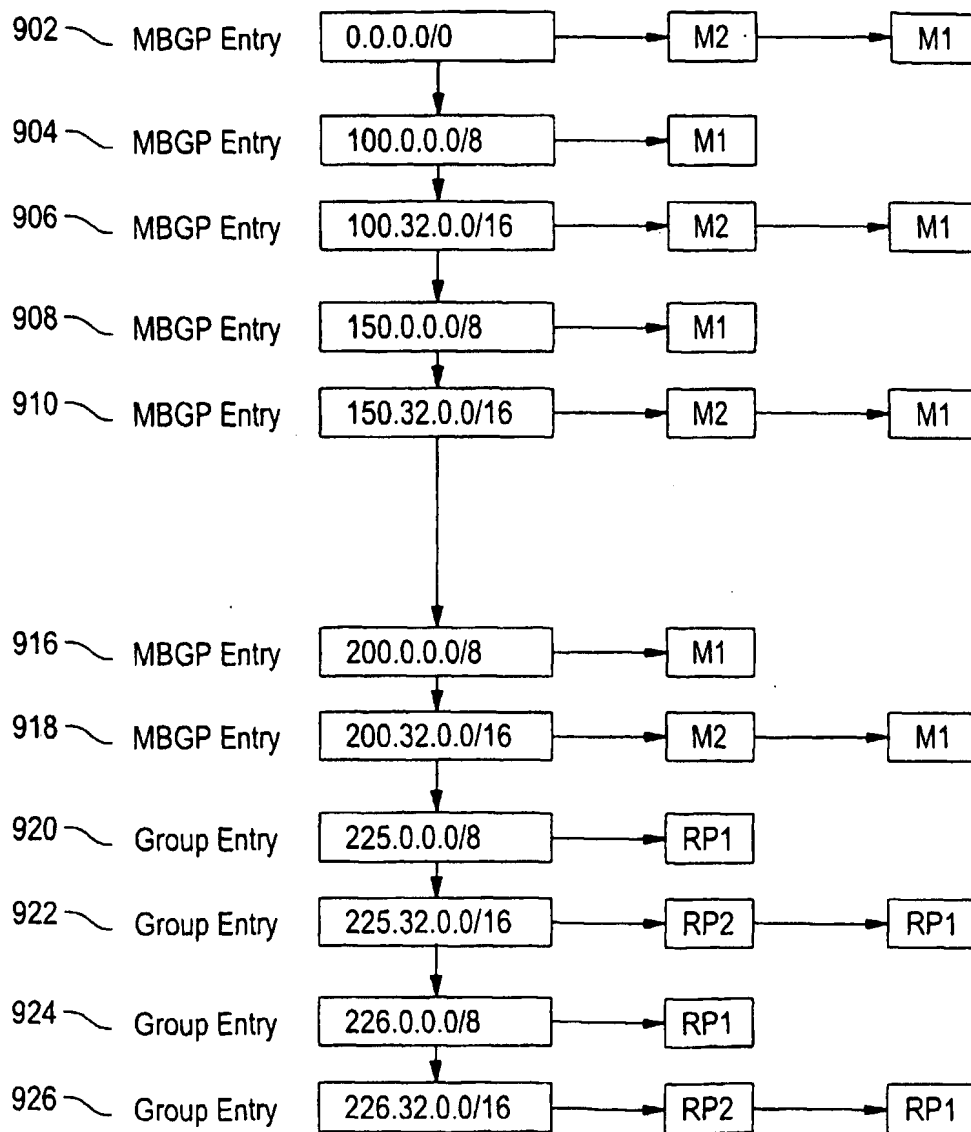 902 MBGP Entry 0.0.0.0/0 M2 M1
904 MBGP Entry 100.0.0.0/8 M1
906 MBGP Entry 100.32.0.0/16 M2 M1
908 MBGP Entry 150.0.0.0/8 M1
910 MBGP Entry 150.32.0.0/16 M2 M1
916 MBGP Entry 200.0.0.0/8 M1
918 MBGP Entry 200.32.0.0/16 M2 M1
920 Group Entry 225.0.0.0/8 RP1
922 Group Entry 225.32.0.0/16 RP2 RP1
924 Group Entry 226.0.0.0/8 RP1
926 Group Entry 226.32.0.0/16 RP2 RP1